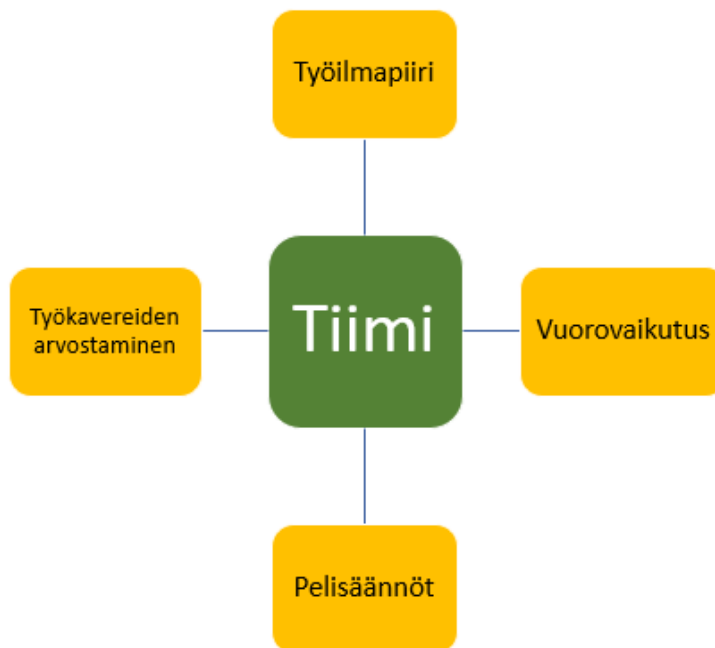 Työilmapiiri
Työkavereiden
arvostaminen
Tiimi
Vuorovaikutus
Pelisäännöt